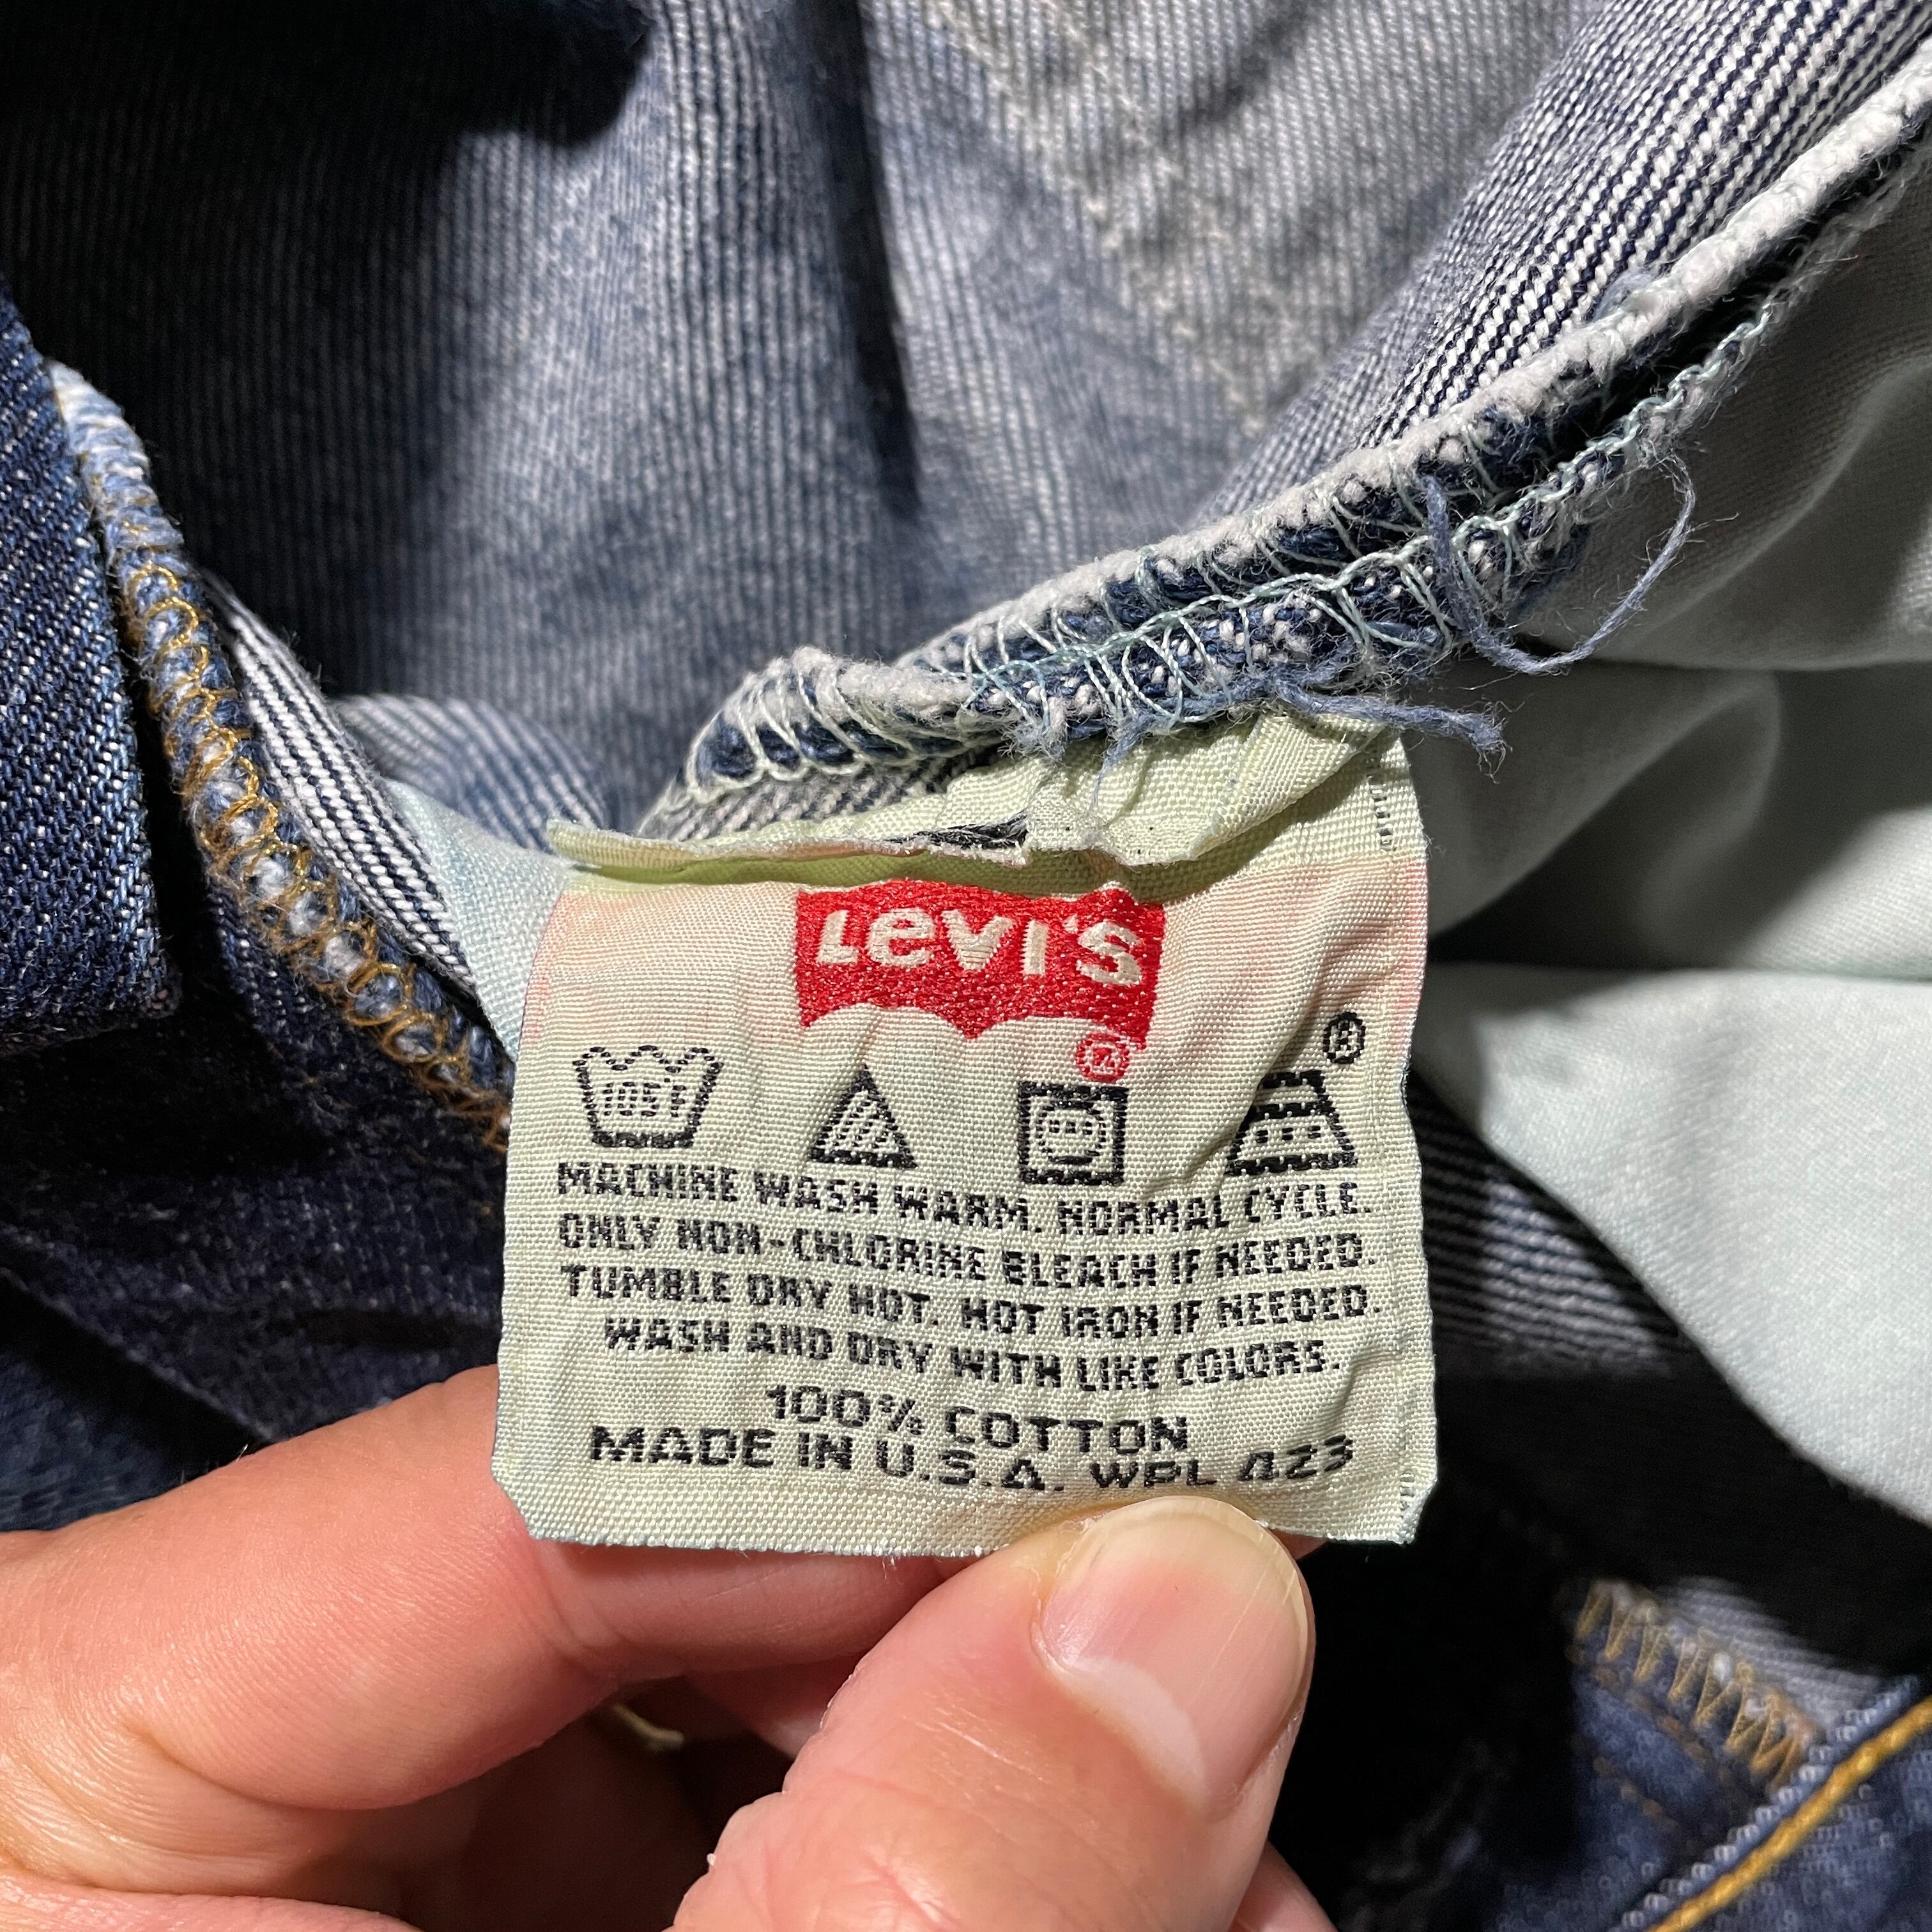 LEVI'S
®
®
105°F
MACHINE WASH WARM. NORMAL CYCLE.
ONLY NON-CHLORINE BLEACH IF NEEDED.
TUMBLE DRY HOT. HOT IRON IF NEEDED.
WASH AND DRY WITH LIKE COLORS.
100% COTTON
MADE IN U.S.A. WPL 423